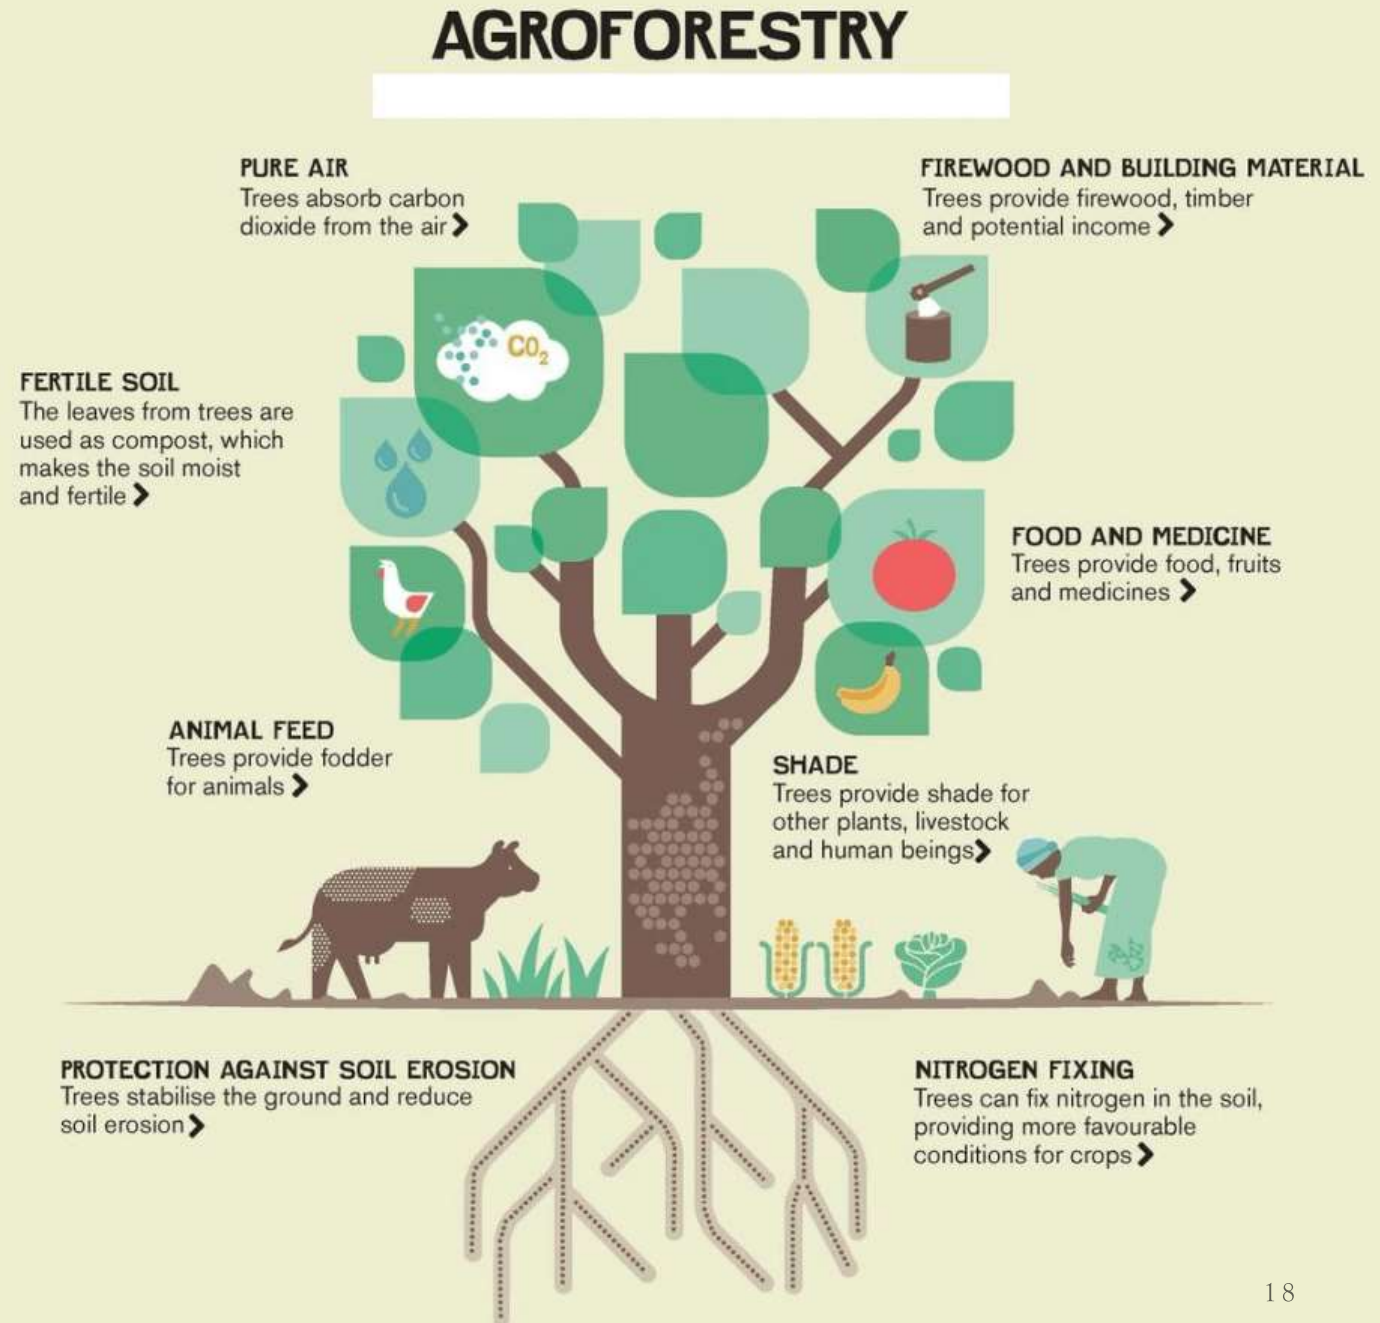 AGROFORESTRY
PURE AIR
Trees absorb carbon
dioxide from the air
FIREWOOD AND BUILDING MATERIAL
Trees provide firewood, timber
and potential income
CO₂
FERTILE SOIL
The leaves from trees are
used as compost, which
makes the soil moist
and fertile
FOOD AND MEDICINE
Trees provide food, fruits
and medicines
ANIMAL FEED
Trees provide fodder
for animals
SHADE
Trees provide shade for
other plants, livestock
and human beings
PROTECTION AGAINST SOIL EROSION
Trees stabilise the ground and reduce
soil erosion
NITROGEN FIXING
Trees can fix nitrogen in the soil,
providing more favourable
conditions for crops
18